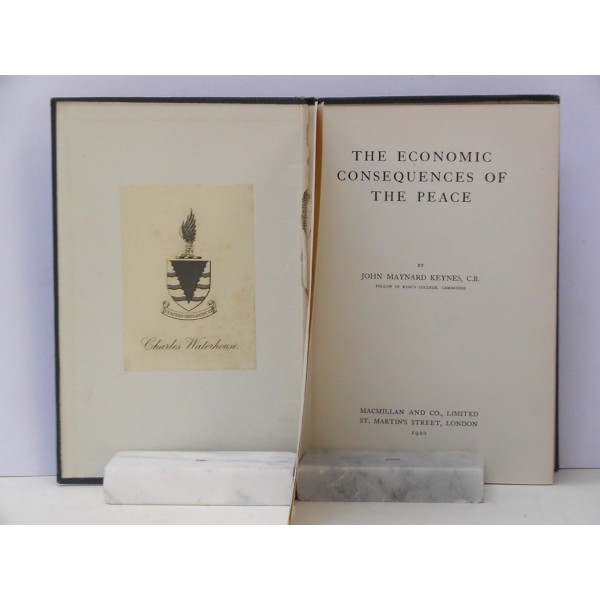 Charles Waterhouse.
THE ECONOMIC
CONSEQUENCES OF
THE PEACE
BY
JOHN MAYNARD KEYNES, C.B.
FELLOW OF KING'S COLLEGE, CAMBRIDGE
MACMILLAN AND CO., LIMITED
ST. MARTIN'S STREET, LONDON
1920